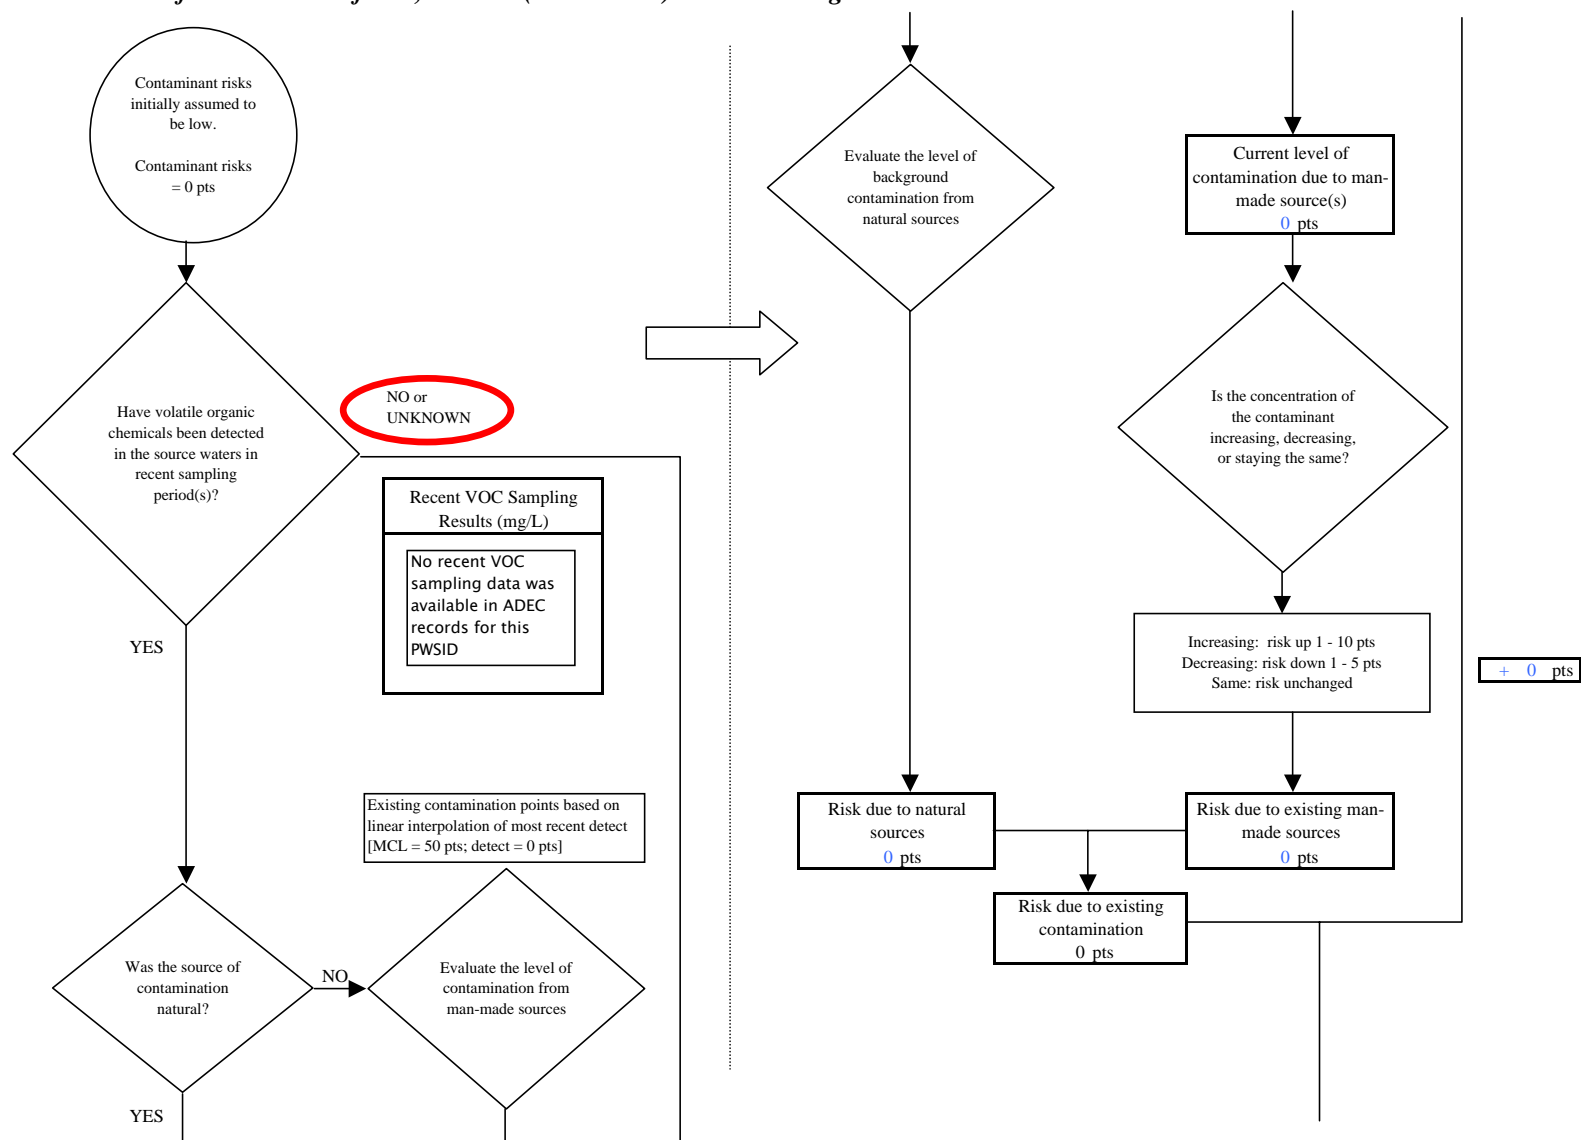 Contaminant risks
initially assumed to
be low.
Contaminant risks
= 0 pts
Have volatile organic
chemicals been detected
in the source waters in
recent sampling
period(s)?
NO or
UNKNOWN
Recent VOC Sampling
Results (mg/L)
No recent VOC
sampling data was
available in ADEC
records for this
PWSID
YES
Existing contamination points based on
linear interpolation of most recent detect
[MCL = 50 pts; detect = 0 pts]
Was the source of
contamination
natural?
NO
Evaluate the level of
contamination from
man-made sources
YES
Evaluate the level of
background
contamination from
natural sources
Current level of
contamination due to man-
made source(s)
0 pts
Is the concentration of
the contaminant
increasing, decreasing,
or staying the same?
Increasing: risk up 1 - 10 pts
Decreasing: risk down 1 - 5 pts
Same: risk unchanged
+ 0 pts
Risk due to natural
sources
0 pts
Risk due to existing man-
made sources
0 pts
Risk due to existing
contamination
0 pts